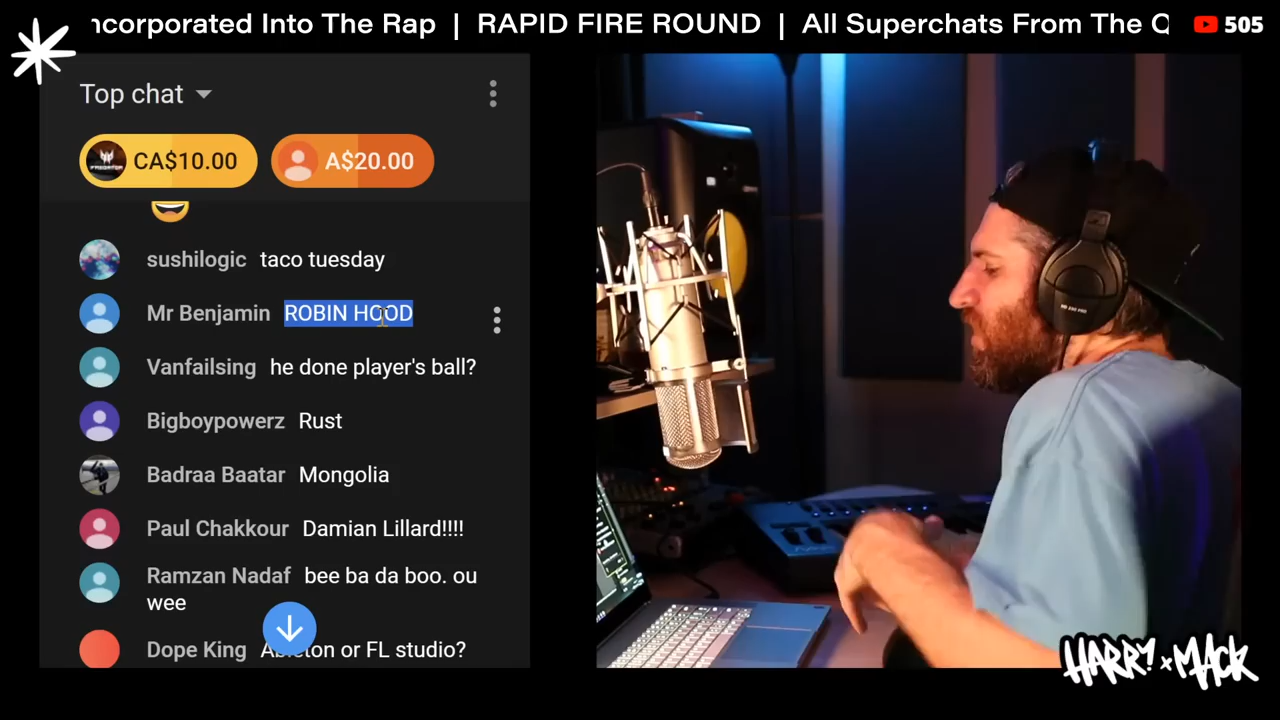 ncorporated Into The Rap | RAPID FIRE ROUND | All Superchats From The Q
505
Top chat
CA$10.00
A$20.00
sushilogic taco tuesday
Mr Benjamin ROBIN HOOD
Vanfailsing he done player's ball?
Bigboypowerz Rust
Badraa Baatar Mongolia
Paul Chakkour Damian Lillard!!!!
Ramzan Nadaf bee ba da boo. ou
wee
Dope King Ableton or FL studio?
HARRY x MACK